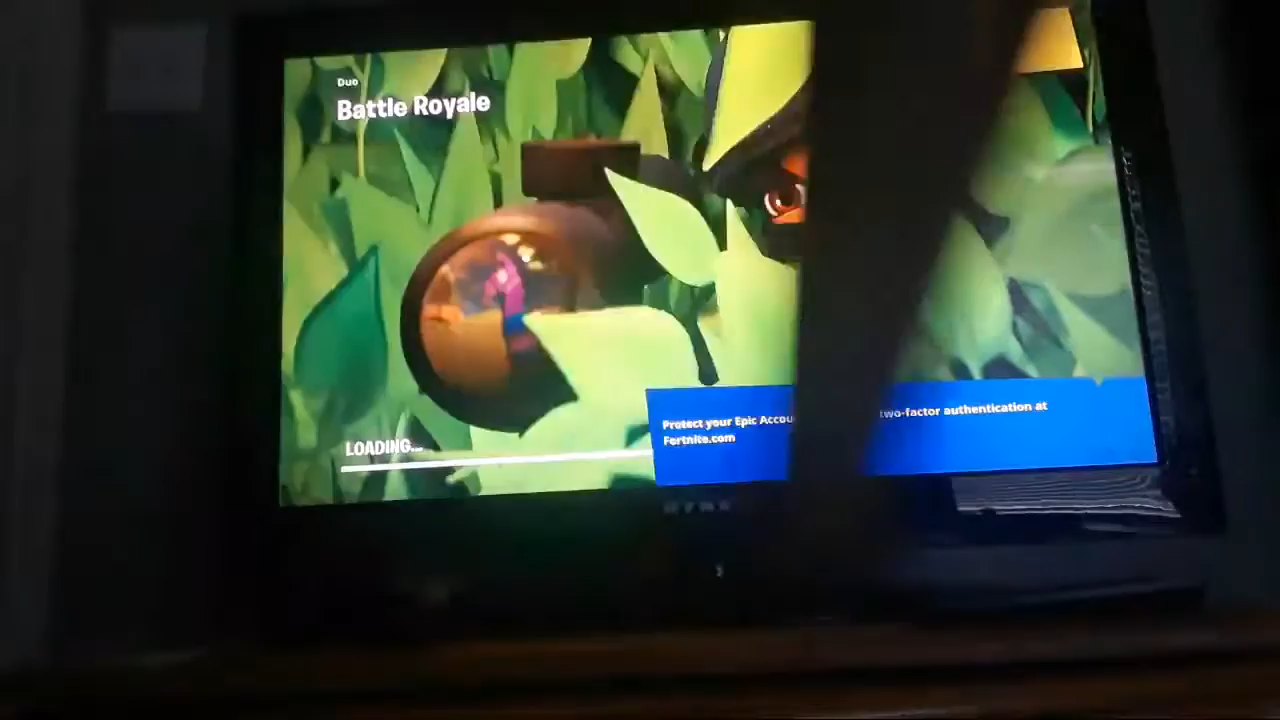 Duo
Battle Royale
LOADING...
Protect your Epic Accou two-factor authentication at
Fortnite.com